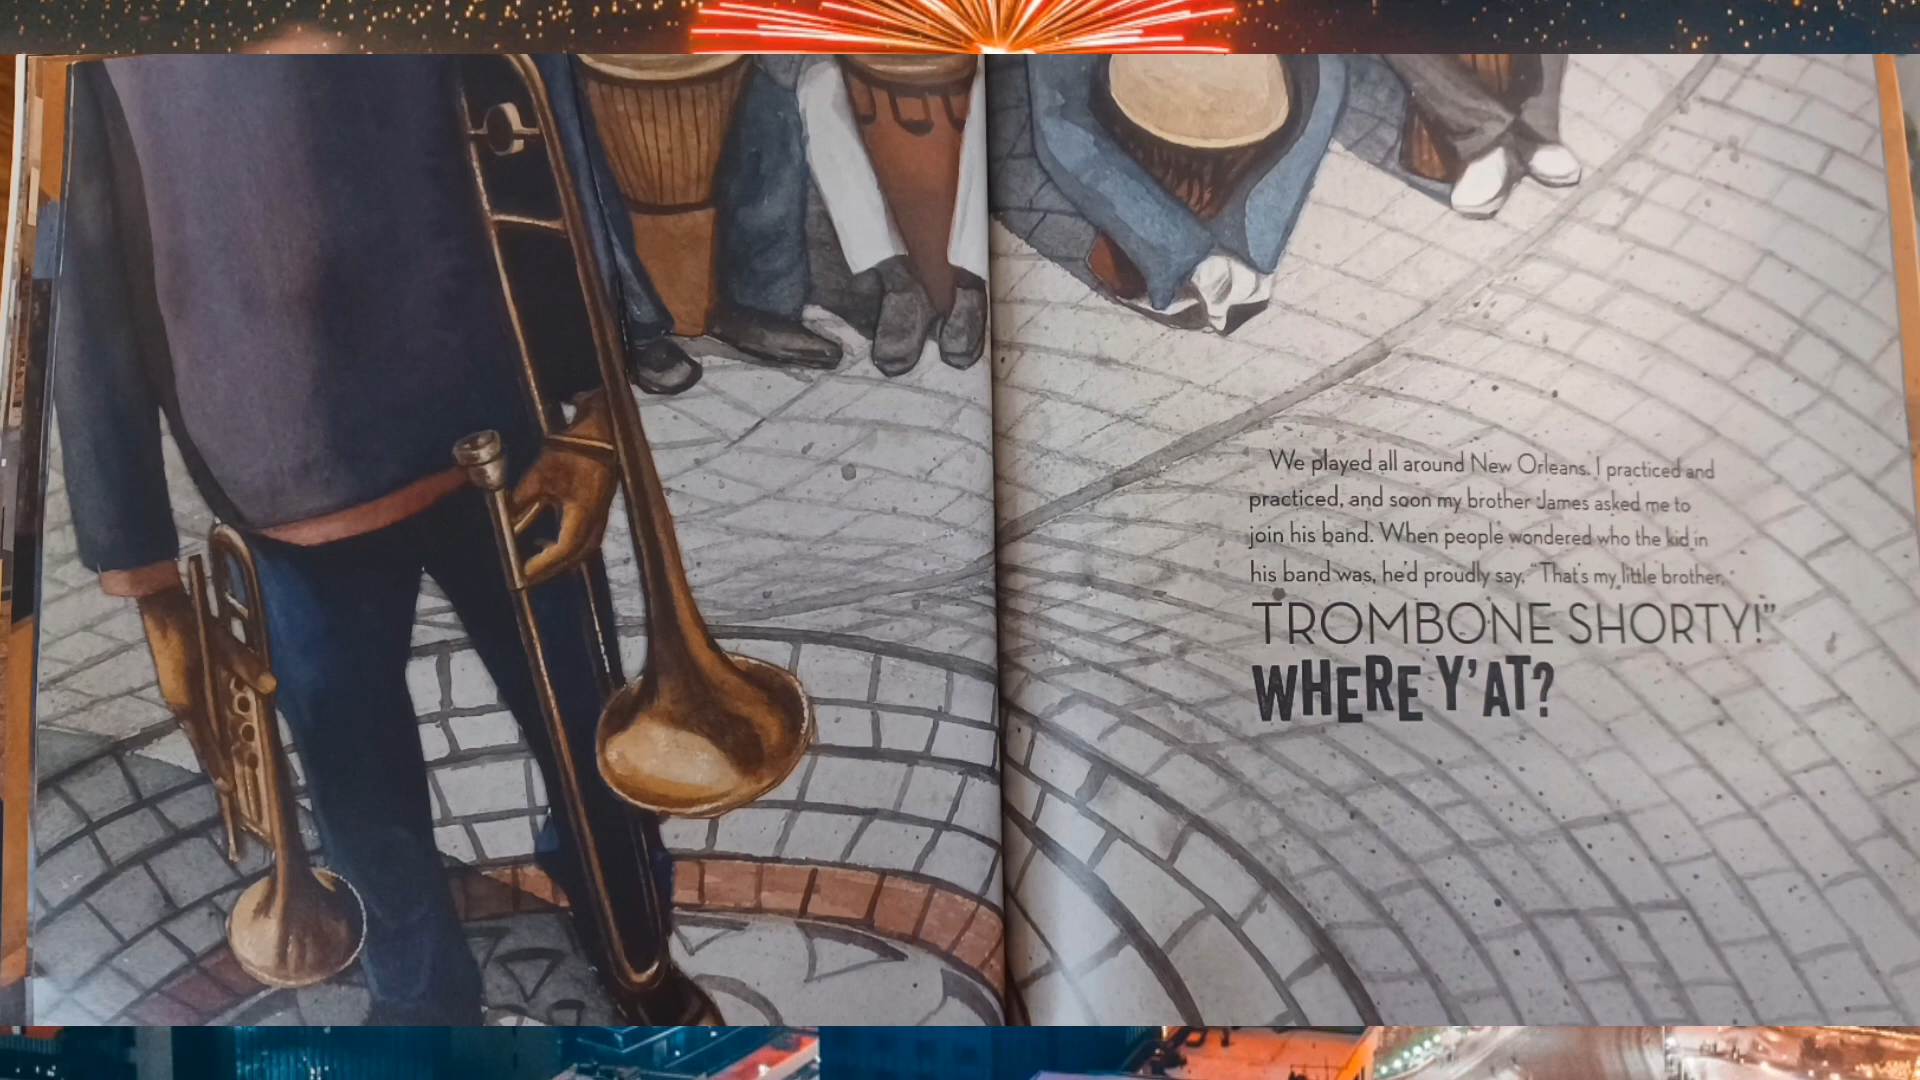 We played all around New Orleans. I practiced and
practiced, and soon my brother James asked me to
join his band. When people wondered who the kid in
his band was, he'd proudly say, "That's my little brother,
TROMBONE SHORTY!"
WHERE Y'AT?